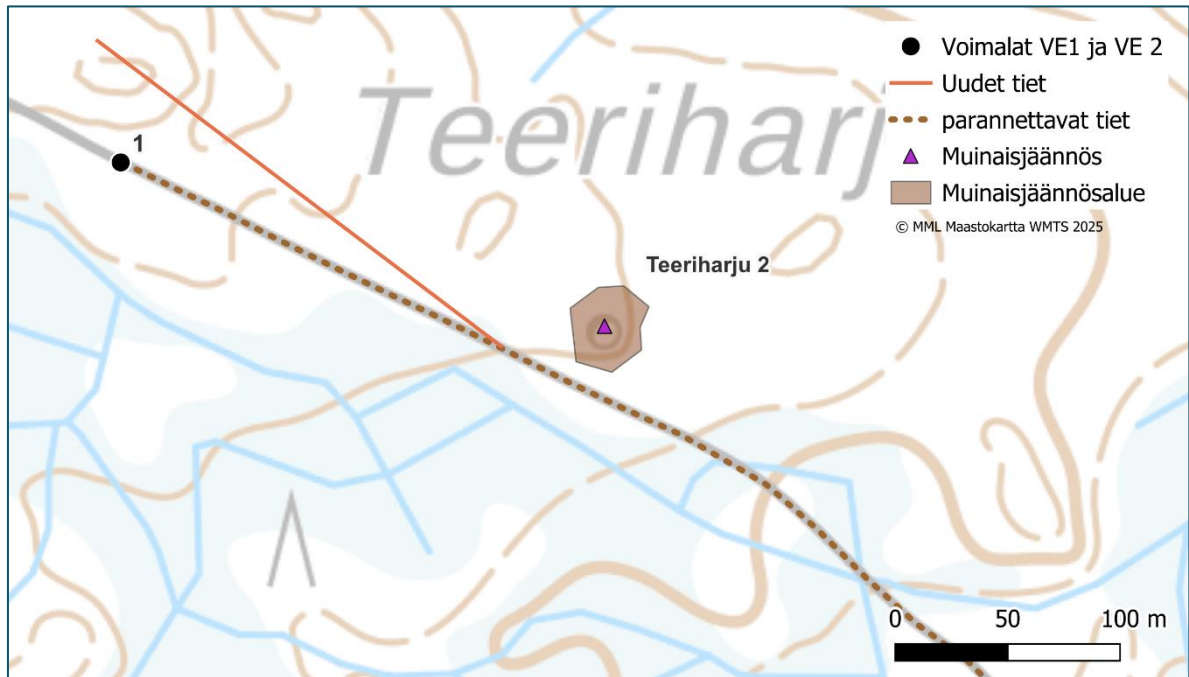 Voimalat VE1 ja VE 2
Uudet tiet
parannettavat tiet
Muinaisjäännös
Muinaisjäännösalue
© MML Maastokartta WMTS 2025
Teeriharj
1
Teeriharju 2
0 50 100 m